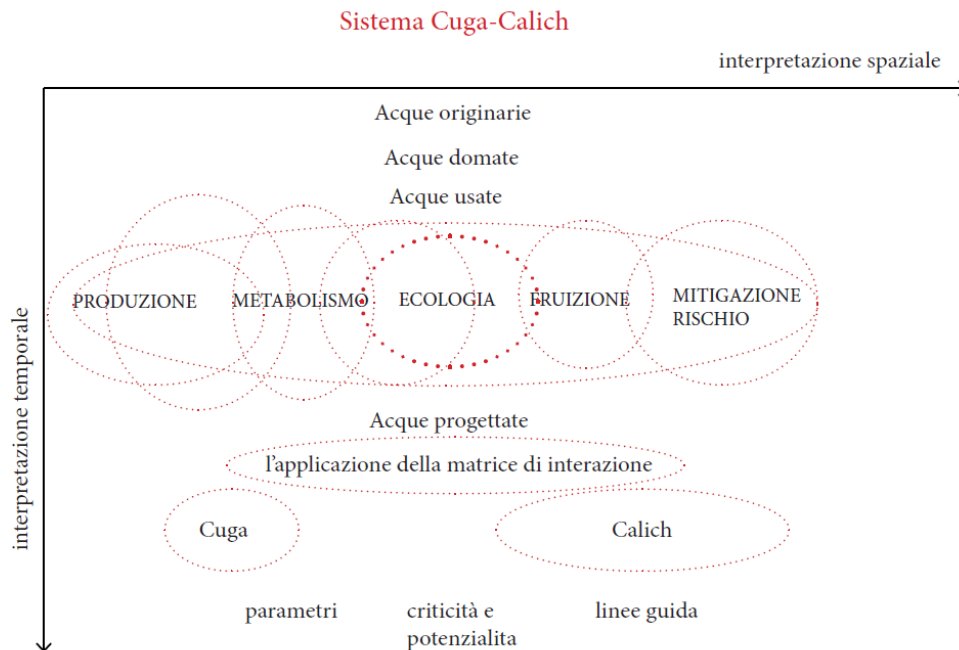 Sistema Cuga-Calich
interpretazione spaziale
Acque originarie
Acque domate
Acque usate
PRODUZIONE
METABOLISMO
ECOLOGIA
FRUIZIONE
MITIGAZIONE
RISCHIO
interpretazione temporale
Acque progettate
l'applicazione della matrice di interazione
Cuga
Calich
parametri
criticità e
potenzialita
linee guida